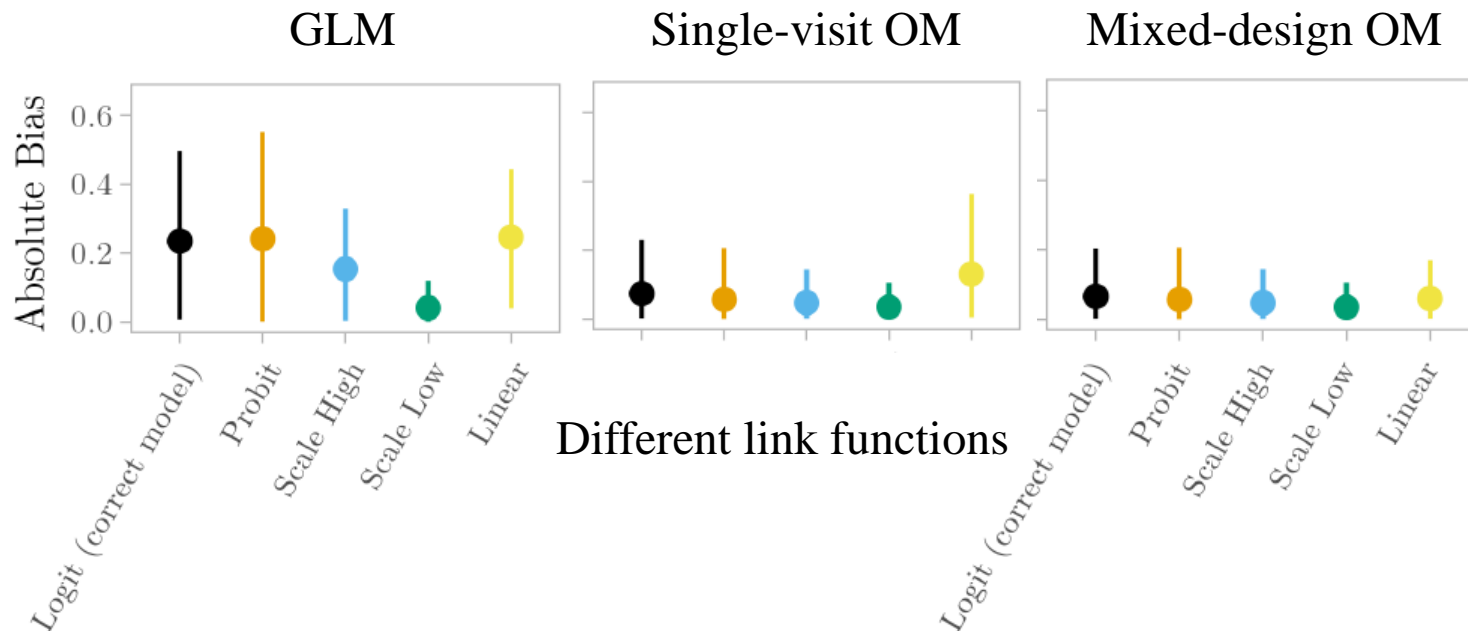 GLM
Single-visit OM
Mixed-design OM
Absolute Bias
0.6
0.4
0.2
0.0
Logit (correct model)
Probit
Scale High
Scale Low
Linear
Different link functions
Logit (correct model)
Probit
Scale High
Scale Low
Linear